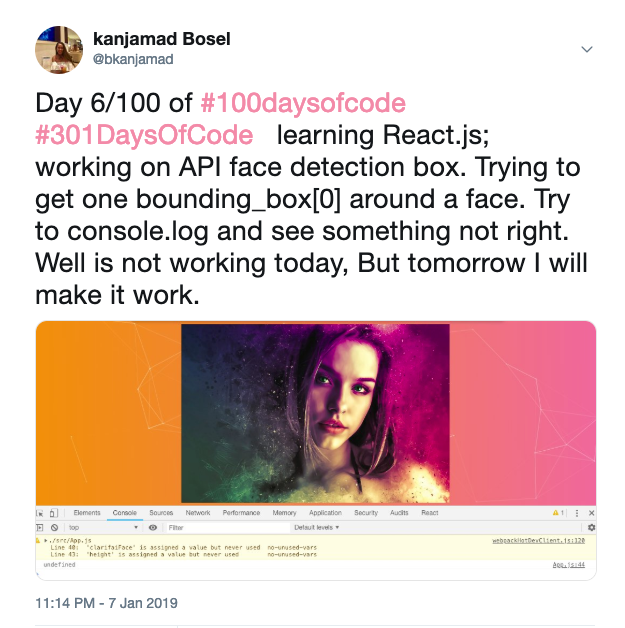 kanjamad Bosel
@bkanjamad
Day 6/100 of #100daysofcode
#301DaysOfCode learning React.js;
working on API face detection box. Trying to
get one bounding_box[0] around a face. Try
to console.log and see something not right.
Well is not working today, But tomorrow I will
make it work.
Elements Console Sources Network Performance Memory Application Security Audits React 1
top Filter Default levels
./src/App.js webpackHotDevClient.js:120
Line 40: 'clarifaiFace' is assigned a value but never used no-unused-vars
Line 43: 'height' is assigned a value but never used no-unused-vars
undefined App.js:44
11:14 PM - 7 Jan 2019